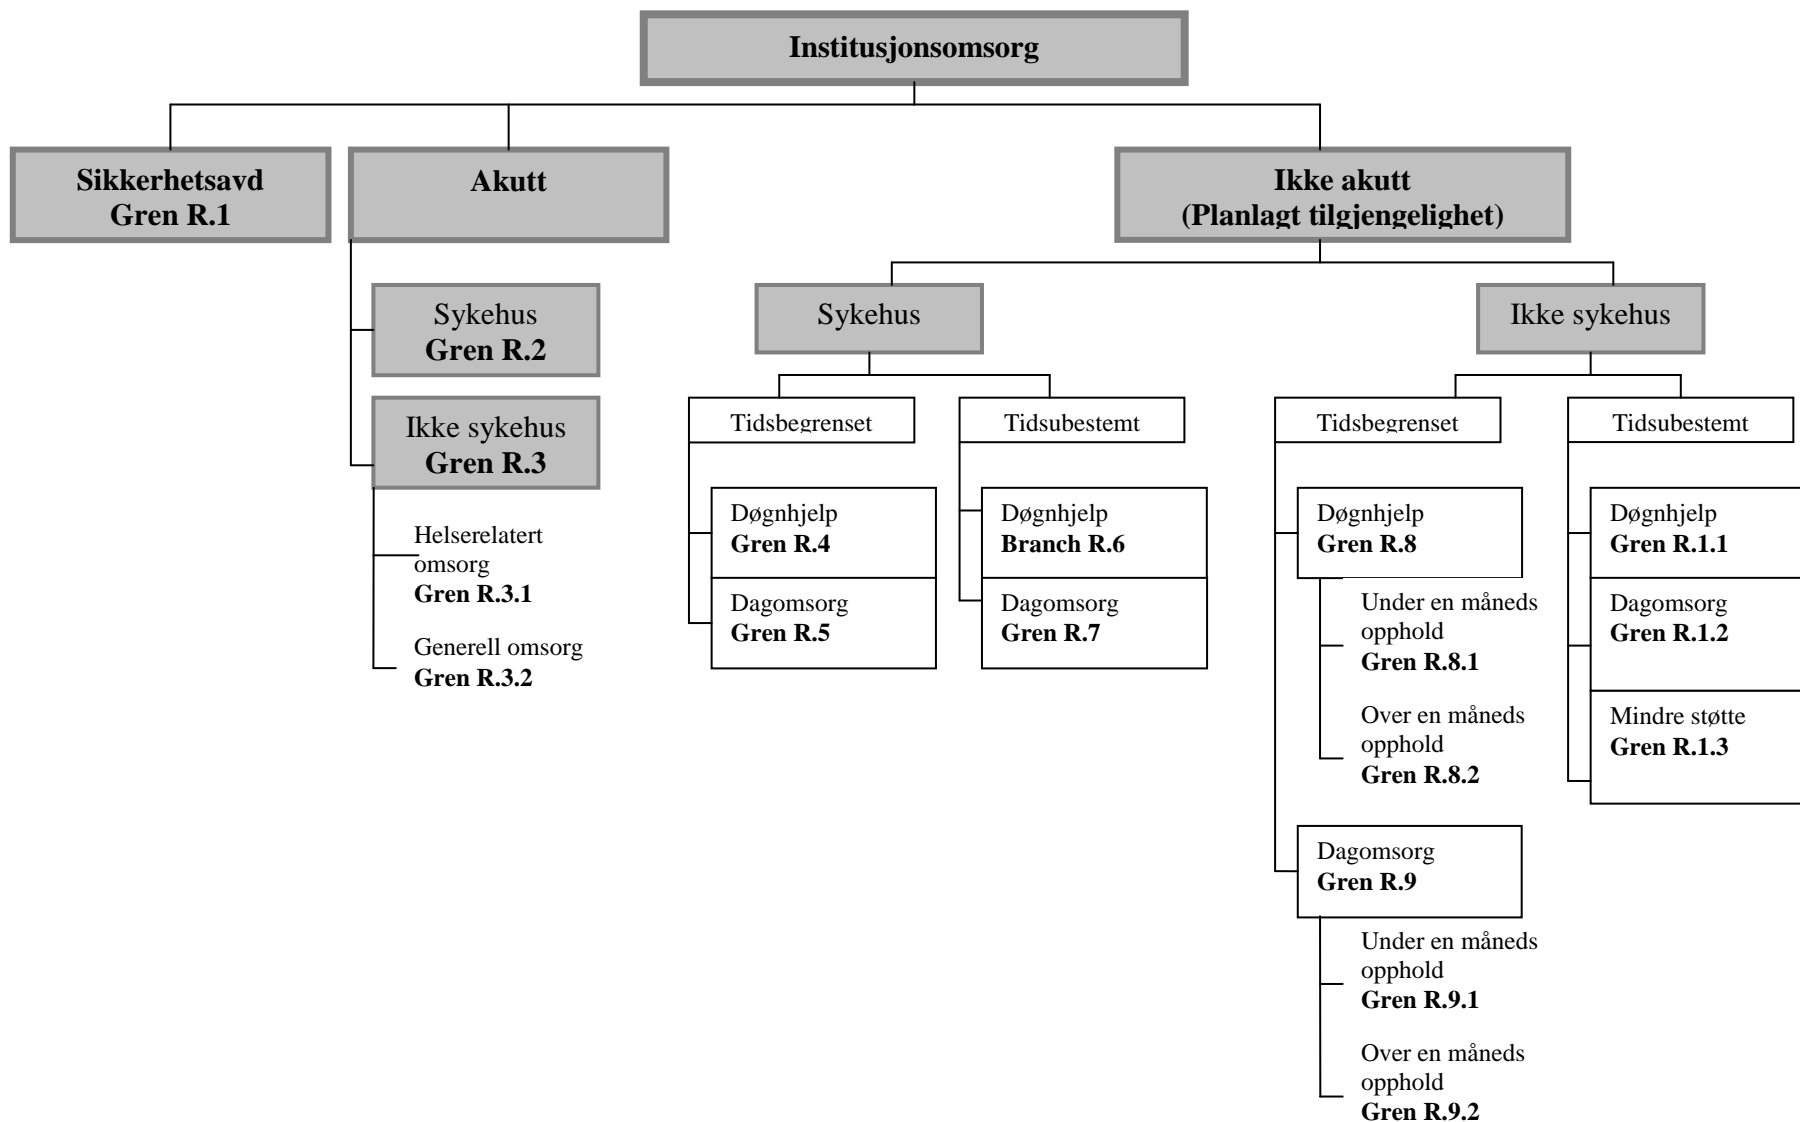 Institusjonsomsorg
Sikkerhetsavd
Gren R.1
Akutt
Ikke akutt
(Planlagt tilgjengelighet)
Sykehus
Gren R.2
Ikke sykehus
Gren R.3
Helserelatert
omsorg
Gren R.3.1
Generell omsorg
Gren R.3.2
Sykehus
Tidsbegrenset
Døgnhjelp
Gren R.4
Dagomsorg
Gren R.5
Tidsubestemt
Døgnhjelp
Branch R.6
Dagomsorg
Gren R.7
Ikke sykehus
Tidsbegrenset
Døgnhjelp
Gren R.8
Under en måneds
opphold
Gren R.8.1
Over en måneds
opphold
Gren R.8.2
Dagomsorg
Gren R.9
Under en måneds
opphold
Gren R.9.1
Over en måneds
opphold
Gren R.9.2
Tidsubestemt
Døgnhjelp
Gren R.1.1
Dagomsorg
Gren R.1.2
Mindre støtte
Gren R.1.3